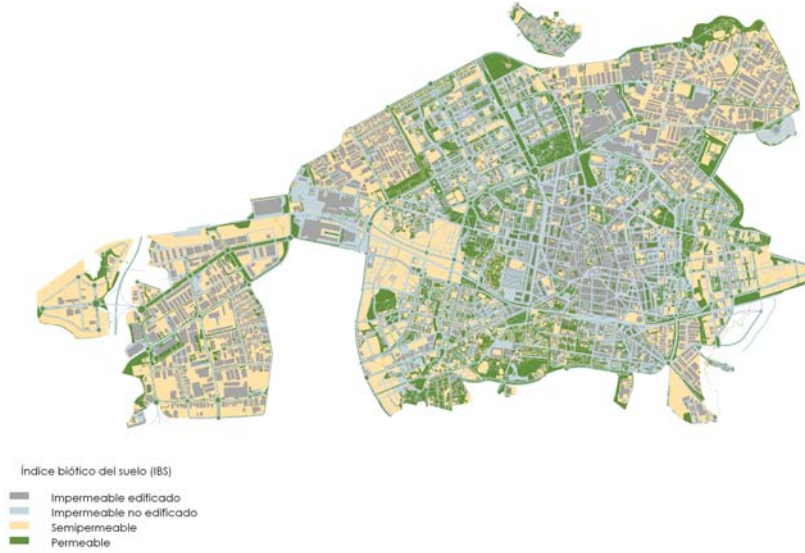 Índice biótico del suelo (IBS)
Impermeable edificado
Impermeable no edificado
Semipermeable
Permeable